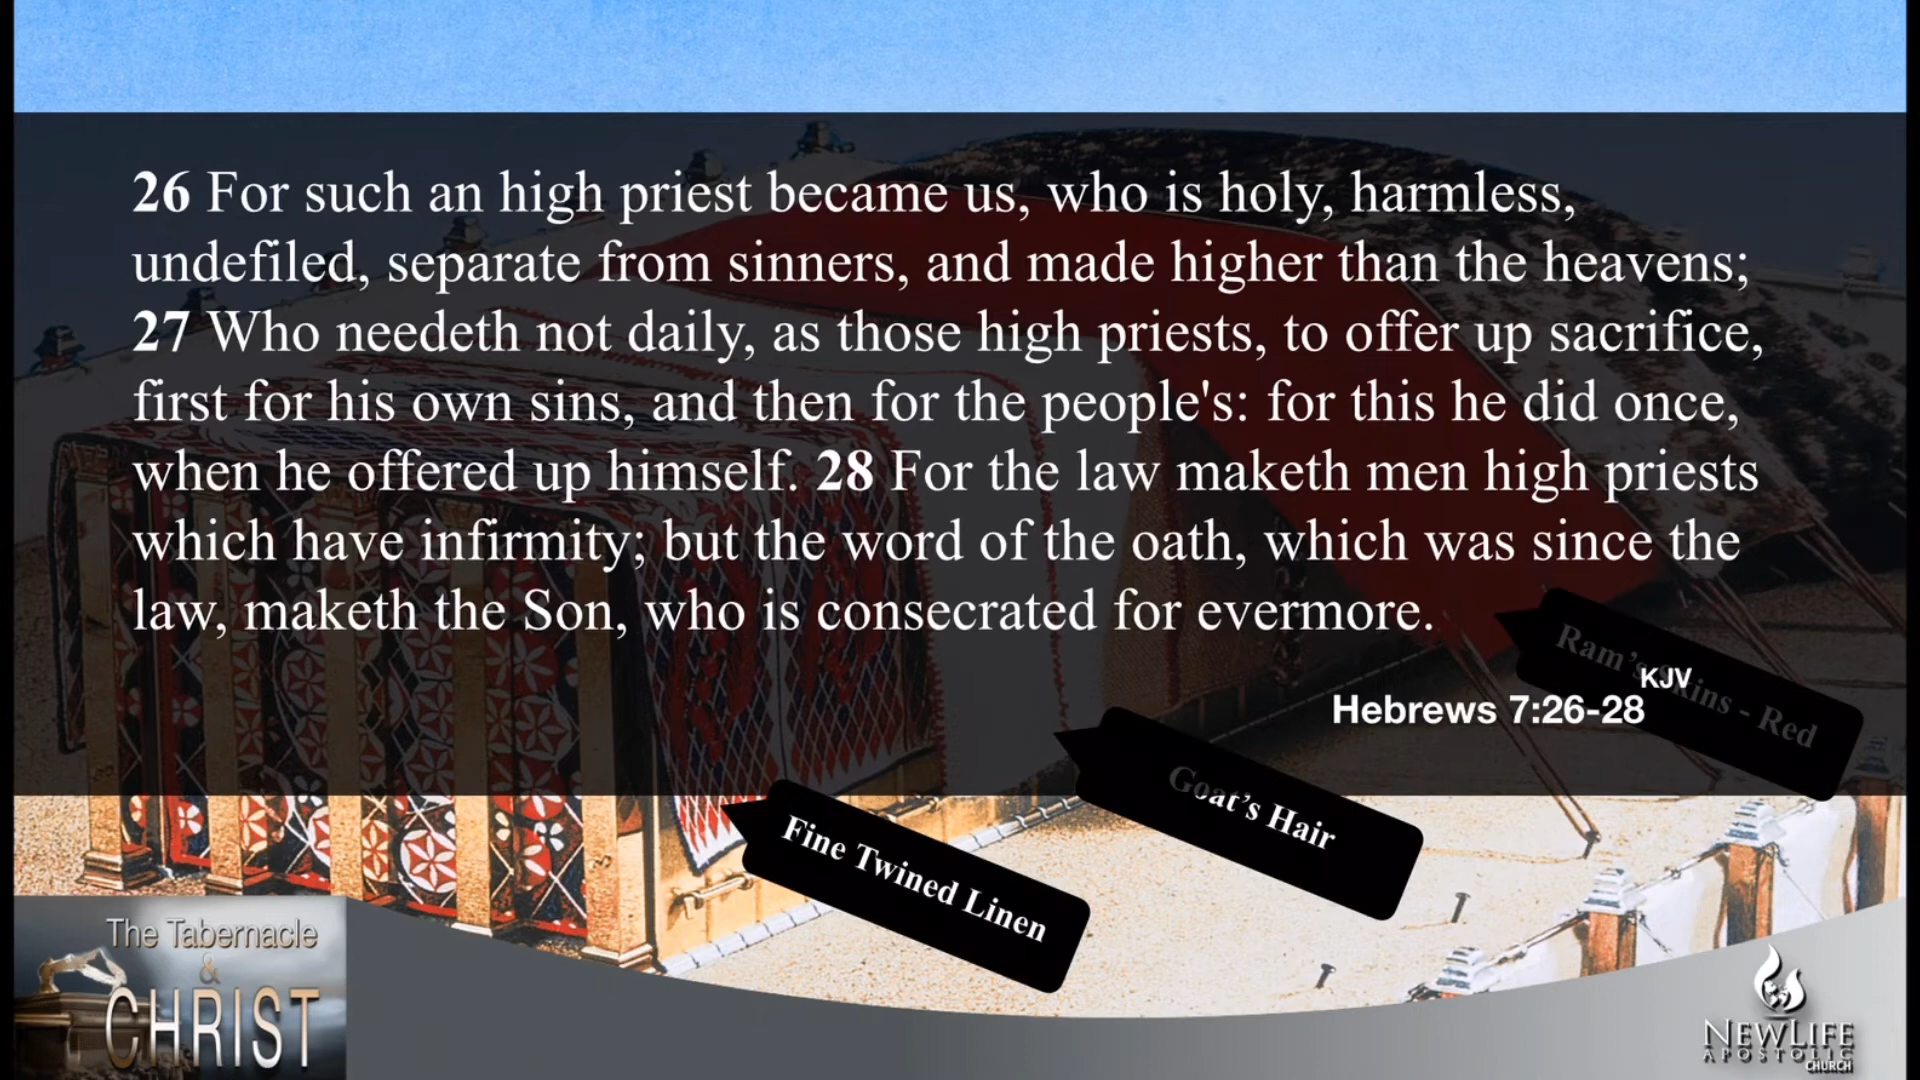 26 For such an high priest became us, who is holy, harmless,
undefiled, separate from sinners, and made higher than the heavens;
27 Who needeth not daily, as those high priests, to offer up sacrifice,
first for his own sins, and then for the people's: for this he did once,
when he offered up himself. 28 For the law maketh men high priests
which have infirmity; but the word of the oath, which was since the
law, maketh the Son, who is consecrated for evermore.
Hebrews 7:26-28 KJV
Ram's Skins - Red
Goat's Hair
Fine Twined Linen
The Tabernacle
&
CHRIST
NEWLIFE
APOSTOLIC
CHURCH